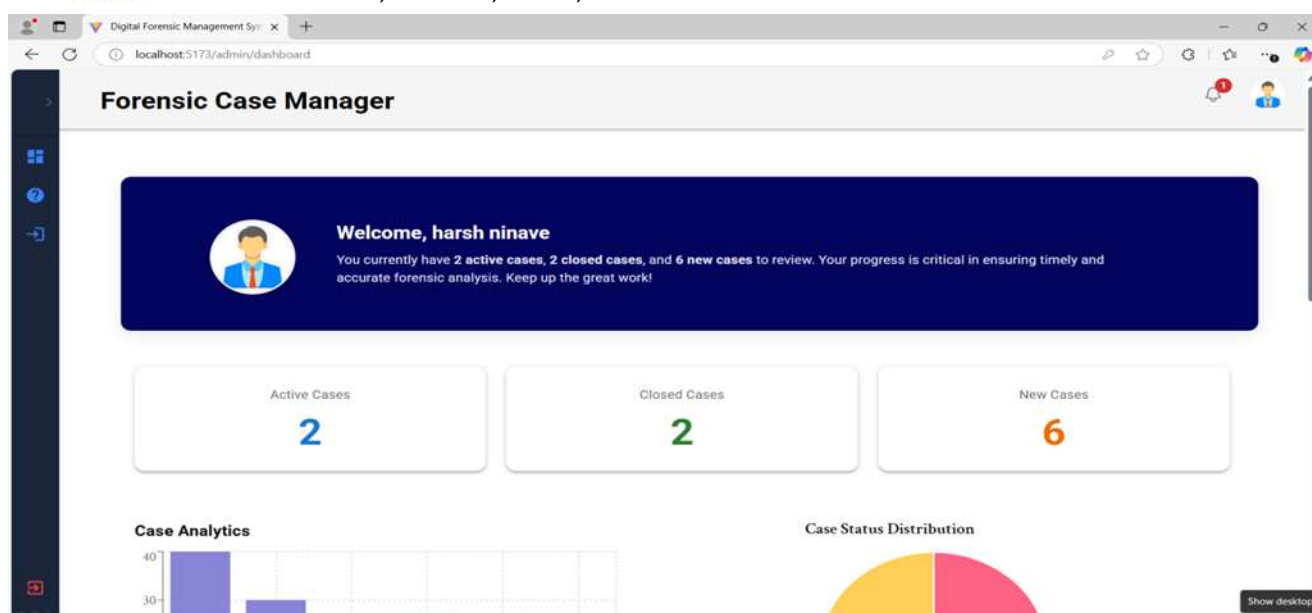 Digital Forensic Management Sys
localhost:5173/admin/dashboard
Forensic Case Manager
1
Welcome, harsh ninave
You currently have 2 active cases, 2 closed cases, and 6 new cases to review. Your progress is critical in ensuring timely and
accurate forensic analysis. Keep up the great work!
Active Cases
2
Closed Cases
2
New Cases
6
Case Analytics
Case Status Distribution
40
30
Show desktop